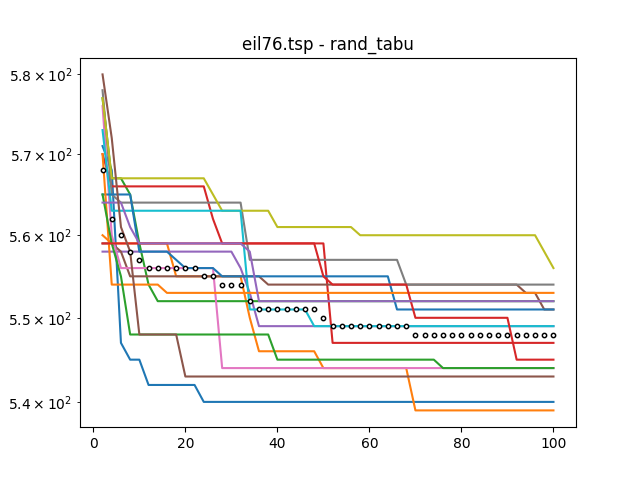 eil76.tsp - rand_tabu
5.8 × 10²
5.7 × 10²
5.6 × 10²
5.5 × 10²
5.4 × 10²
0 20 40 60 80 100